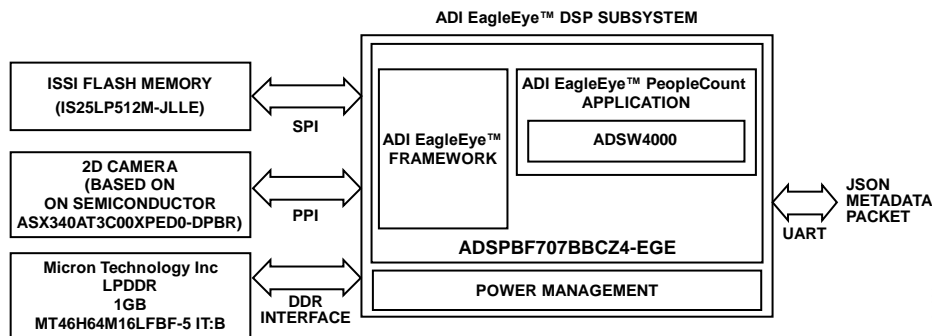 ADI EagleEye™ DSP SUBSYSTEM
ISSI FLASH MEMORY
(IS25LP512M-JLLE)
SPI
2D CAMERA
(BASED ON
ON SEMICONDUCTOR
ASX340AT3C00XPED0-DPBR)
PPI
Micron Technology Inc
LPDDR
1GB
MT46H64M16LFBF-5 IT:B
DDR
INTERFACE
ADI EagleEye™
FRAMEWORK
ADI EagleEye™ PeopleCount
APPLICATION
ADSW4000
ADSPBF707BBCZ4-EGE
POWER MANAGEMENT
UART
JSON
METADATA
PACKET